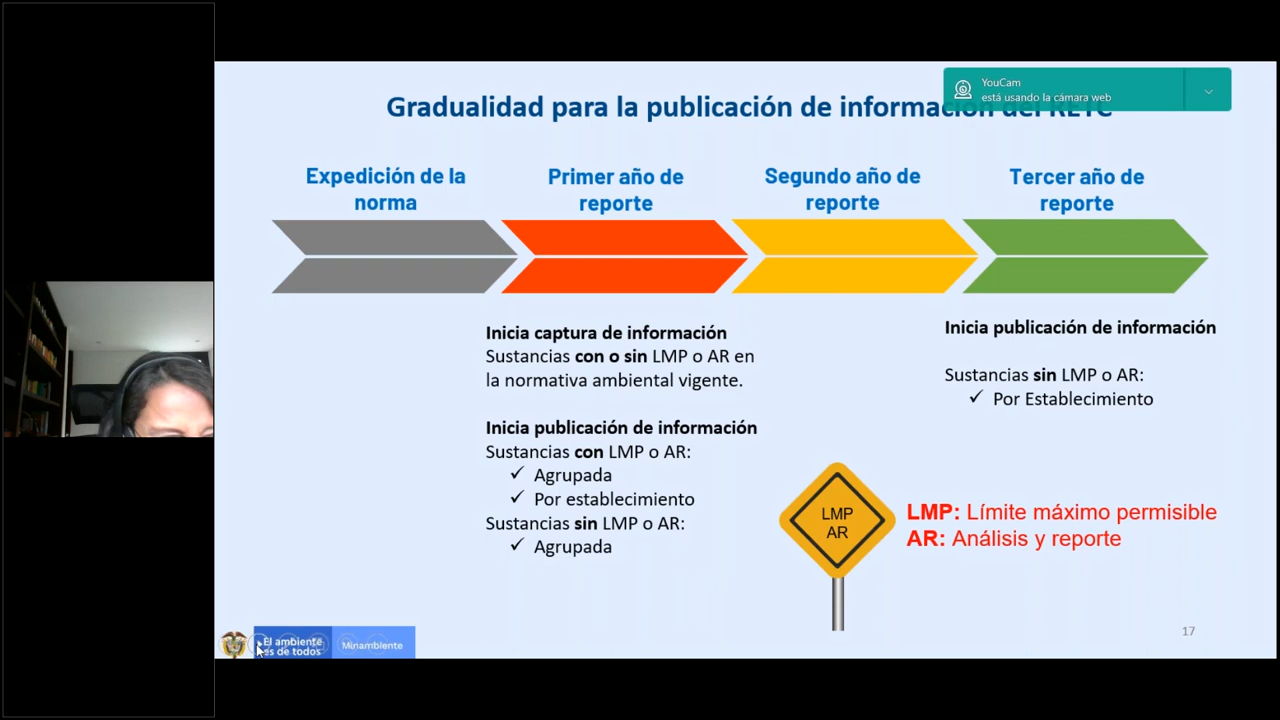 YouCam
está usando la cámara web
Gradualidad para la publicación de información del RETC
Expedición de la
norma
Primer año de
reporte
Segundo año de
reporte
Tercer año de
reporte
Inicia captura de información
Sustancias con o sin LMP o AR en
la normativa ambiental vigente.
Inicia publicación de información
Sustancias con LMP o AR:
✓ Agrupada
✓ Por establecimiento
Sustancias sin LMP o AR:
✓ Agrupada
Inicia publicación de información
Sustancias sin LMP o AR:
✓ Por Establecimiento
LMP
AR
LMP: Límite máximo permisible
AR: Análisis y reporte
El ambiente
es de todos
Minambiente
17